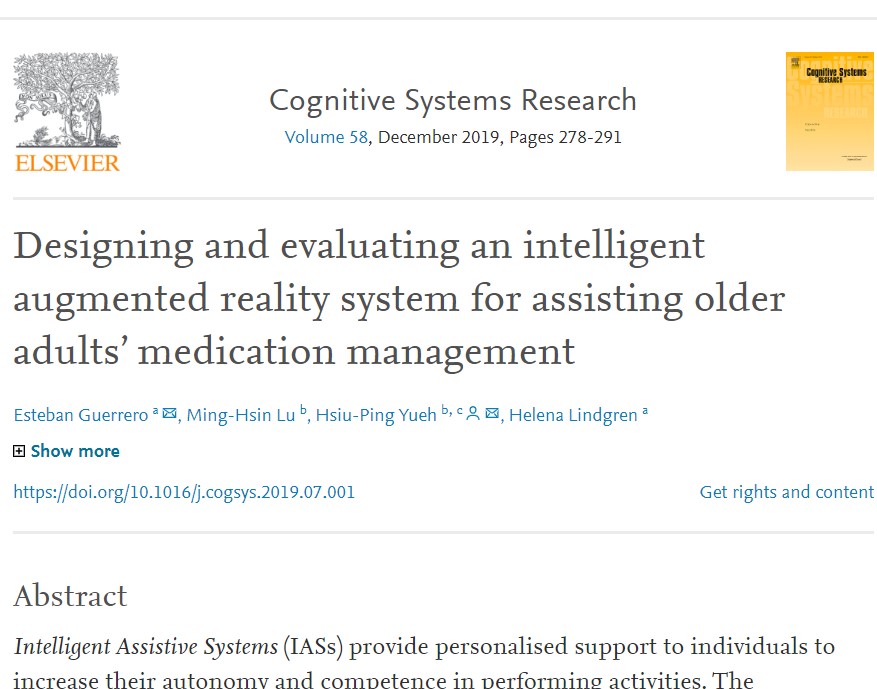 Cognitive Systems Research
Volume 58, December 2019, Pages 278-291
ELSEVIER
Cognitive Systems
RESEARCH
Designing and evaluating an intelligent
augmented reality system for assisting older
adults’ medication management
Esteban Guerrero a, Ming-Hsin Lu b, Hsiu-Ping Yueh b, c, Helena Lindgren a
Show more
https://doi.org/10.1016/j.cogsys.2019.07.001
Get rights and content
Abstract
Intelligent Assistive Systems (IASs) provide personalised support to individuals to
increase their autonomy and competence in performing activities. The